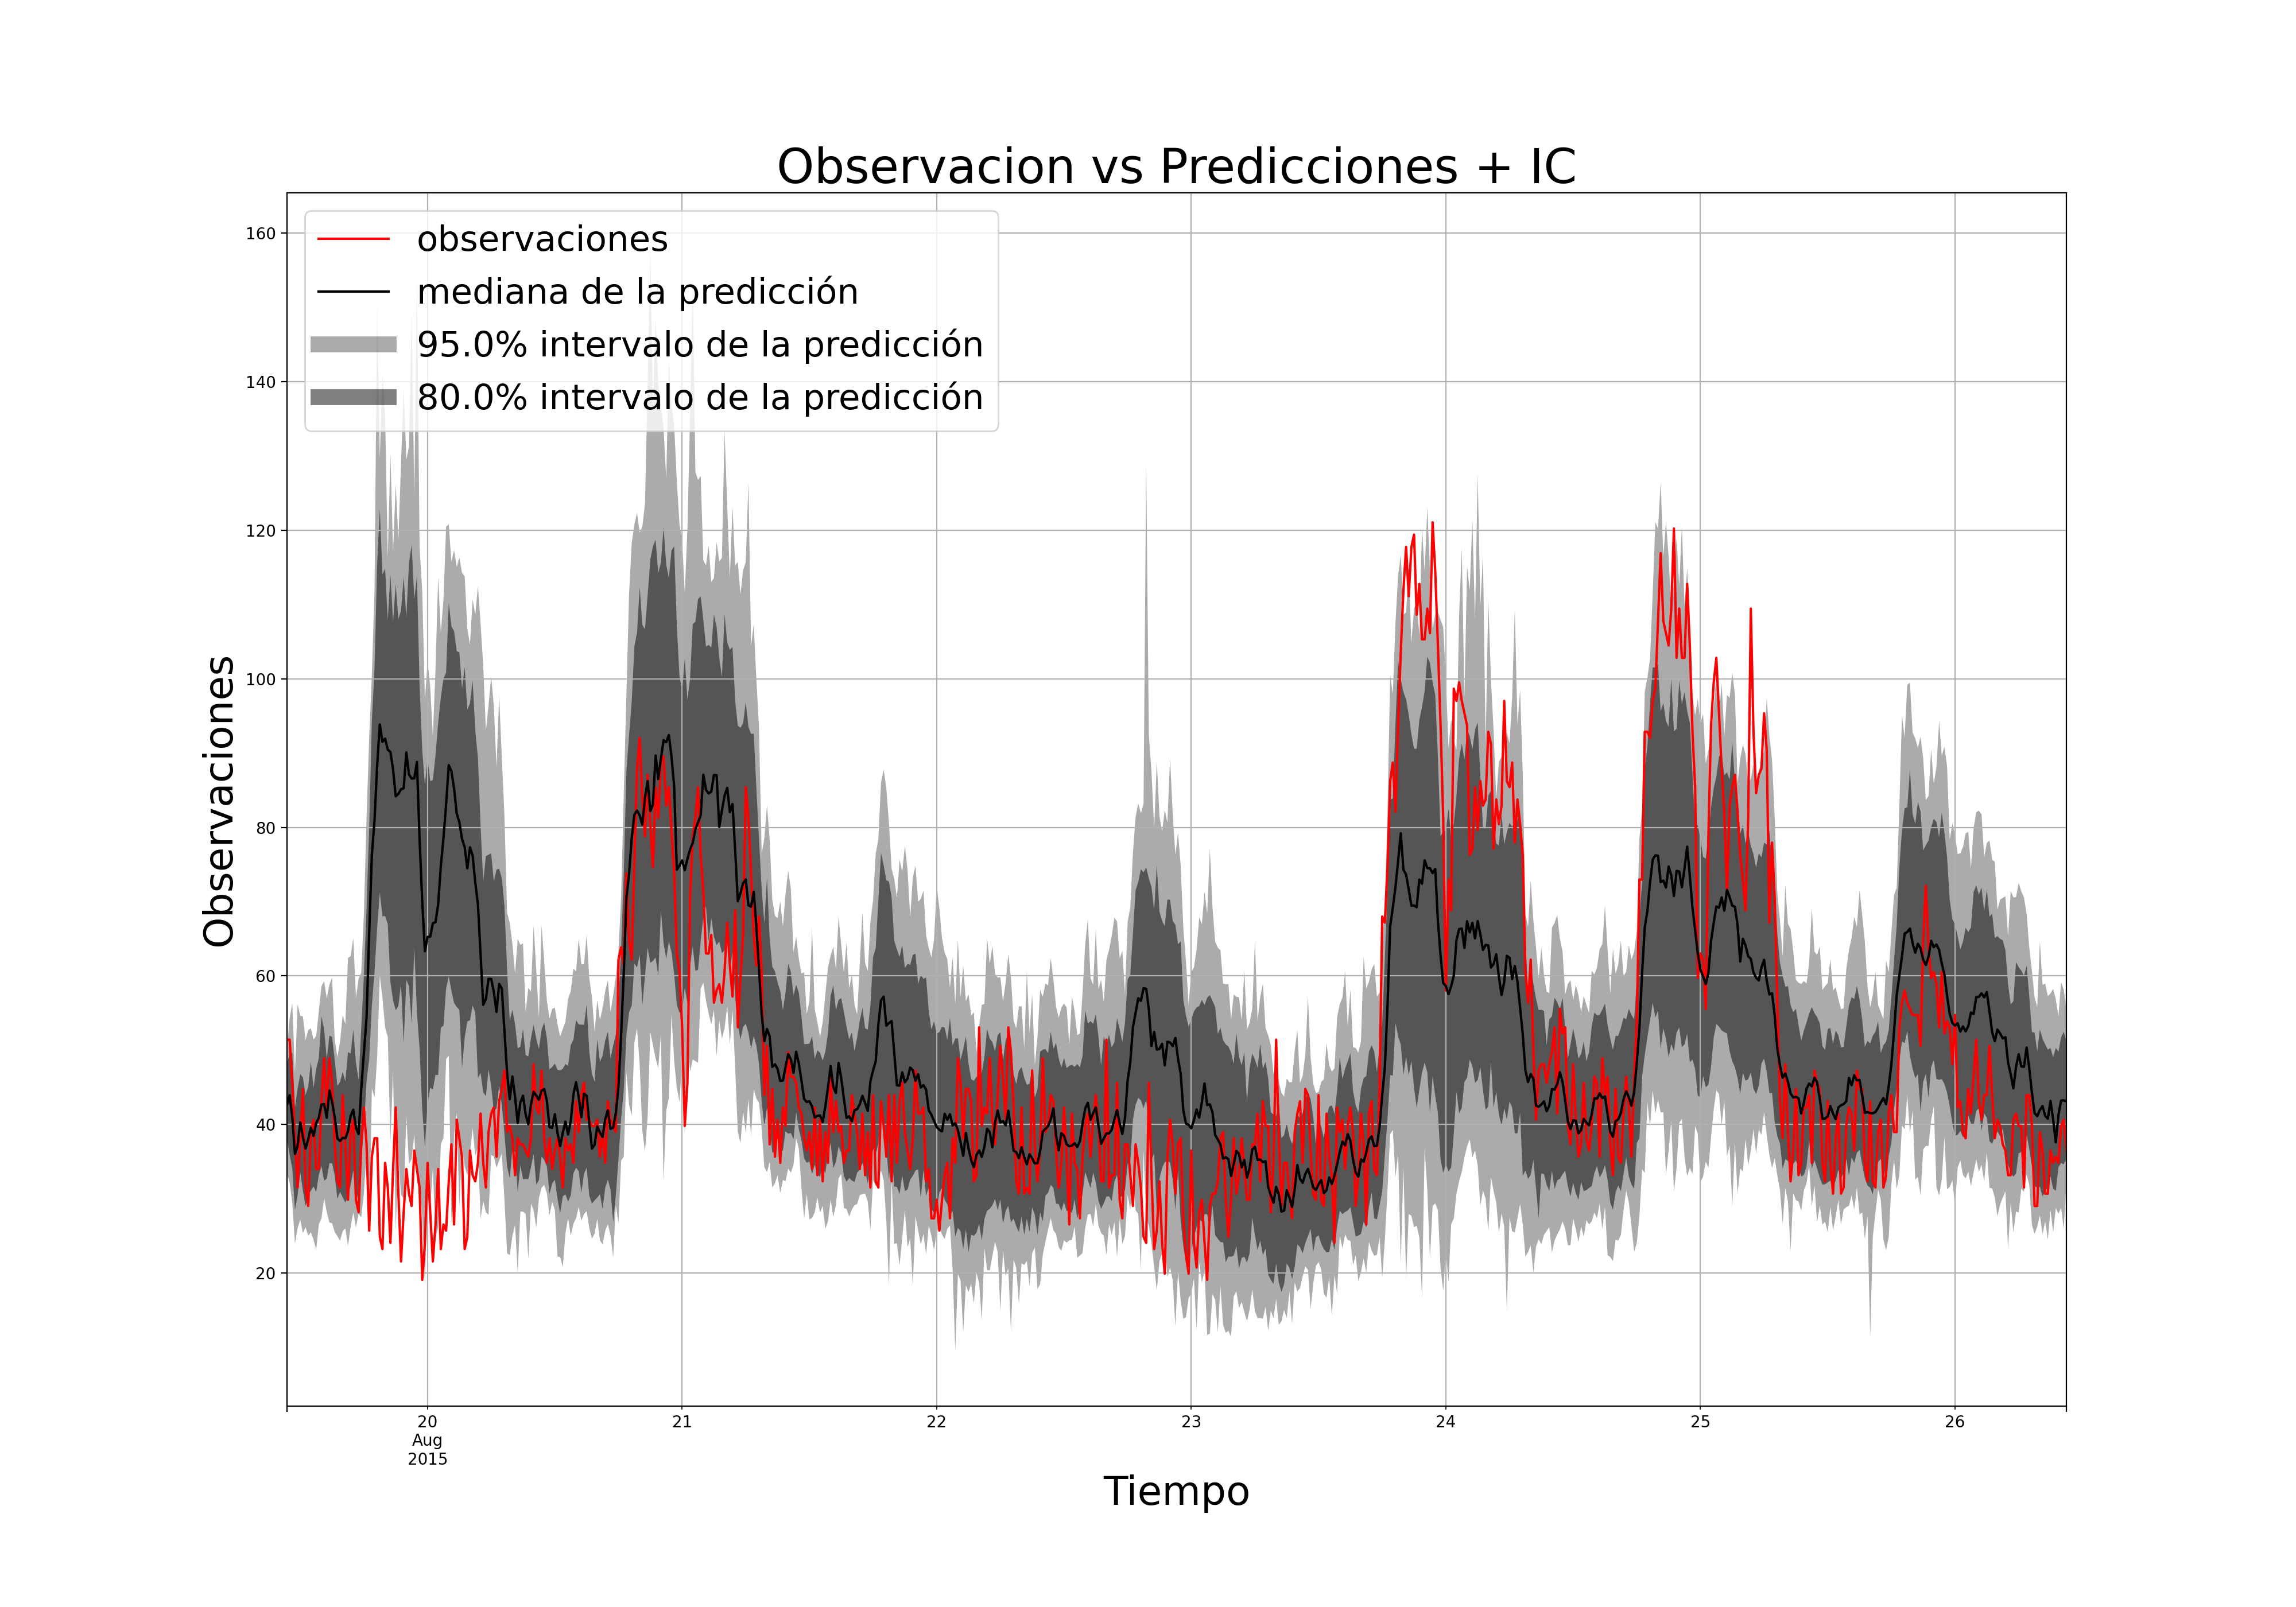 Observacion vs Predicciones + IC
observaciones
mediana de la predicción
95.0% intervalo de la predicción
80.0% intervalo de la predicción
Observaciones
160
140
120
100
80
60
40
20
20 21 22 23 24 25 26
Aug
2015
Tiempo